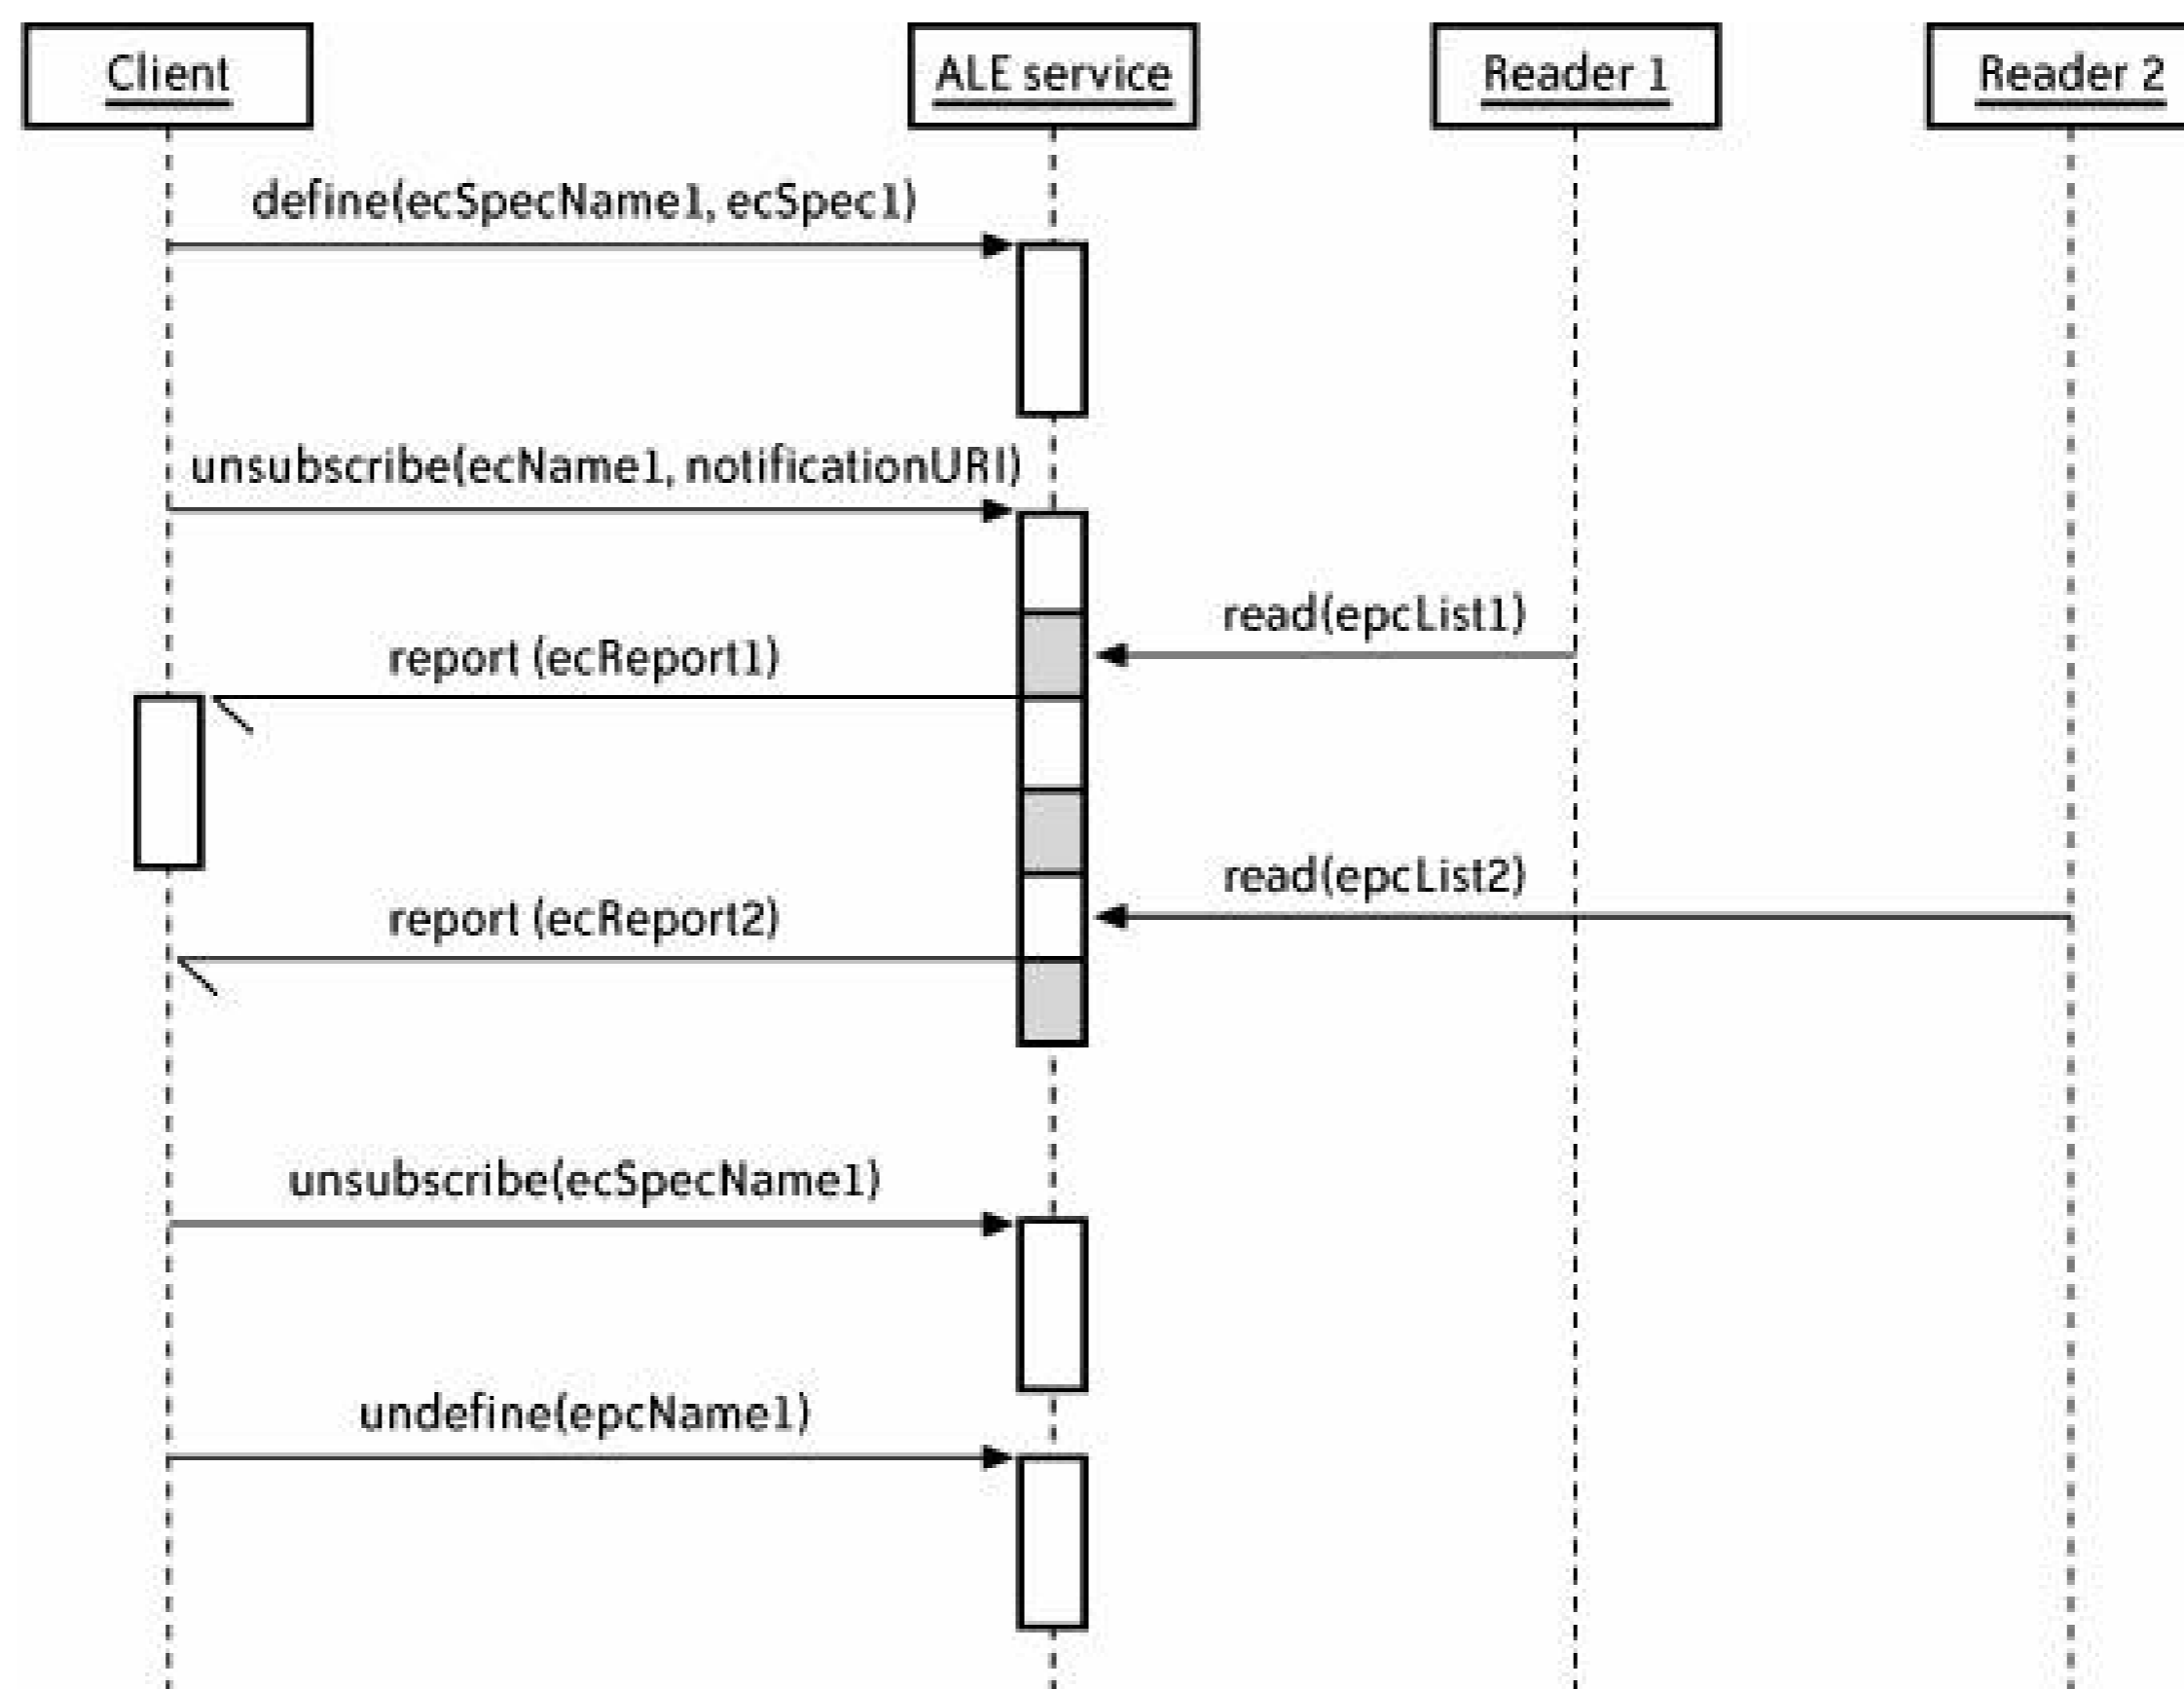 Client
ALE service
Reader 1
Reader 2
define(ecSpecName1, ecSpec1)
unsubscribe(ecName1, notificationURI)
read(epcList1)
report (ecReport1)
read(epcList2)
report (ecReport2)
unsubscribe(ecSpecName1)
undefine(epcName1)